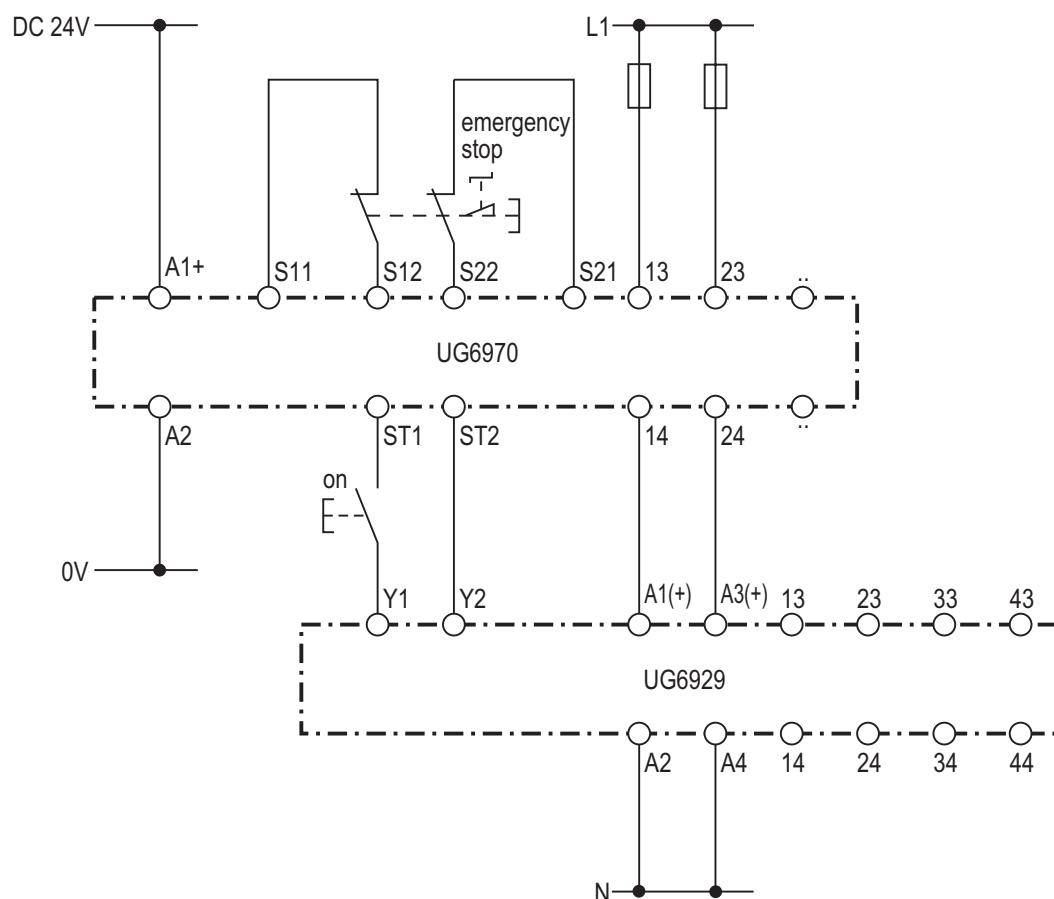 DC 24V
L1
emergency
stop
A1+
S11
S12
S22
S21
13
23
..
UG6970
A2
ST1
ST2
14
24
..
on
0V
Y1
Y2
A1(+)
A3(+)
13
23
33
43
UG6929
A2
A4
14
24
34
44
N